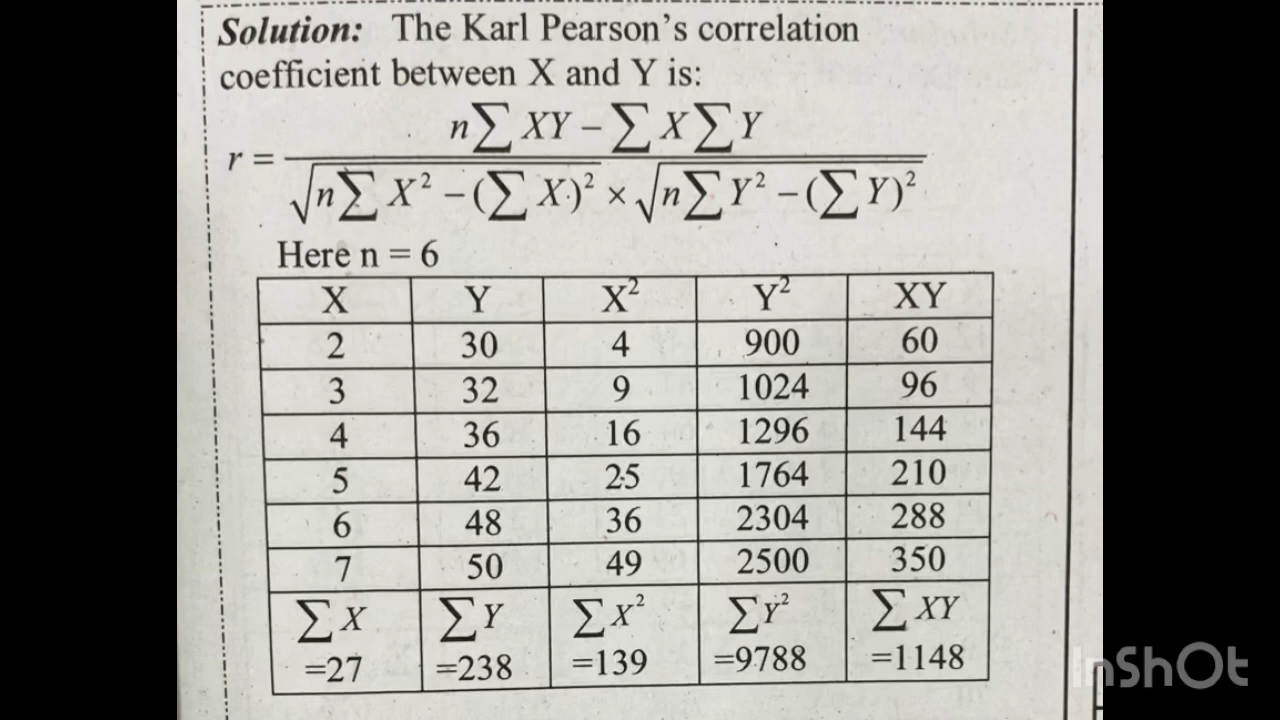 Solution: The Karl Pearson's correlation
coefficient between X and Y is:
r = n∑XY – ∑X∑Y / √n∑X² – (∑X)² × √n∑Y² – (∑Y)²
Here n = 6
X Y X² Y² XY
2 30 4 900 60
3 32 9 1024 96
4 36 16 1296 144
5 42 25 1764 210
6 48 36 2304 288
7 50 49 2500 350
∑X ∑Y ∑X² ∑Y² ∑XY
=27 =238 =139 =9788 =1148
InShOt